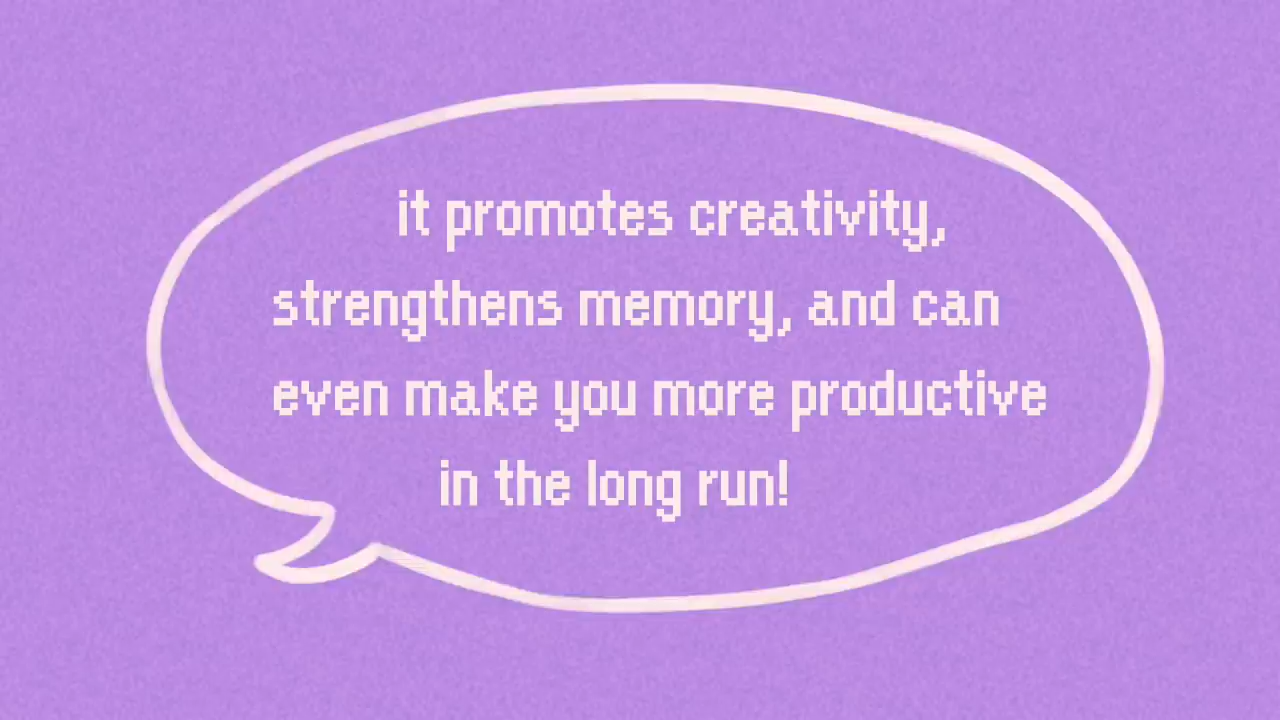 it promotes creativity,
strengthens memory, and can
even make you more productive
in the long run!